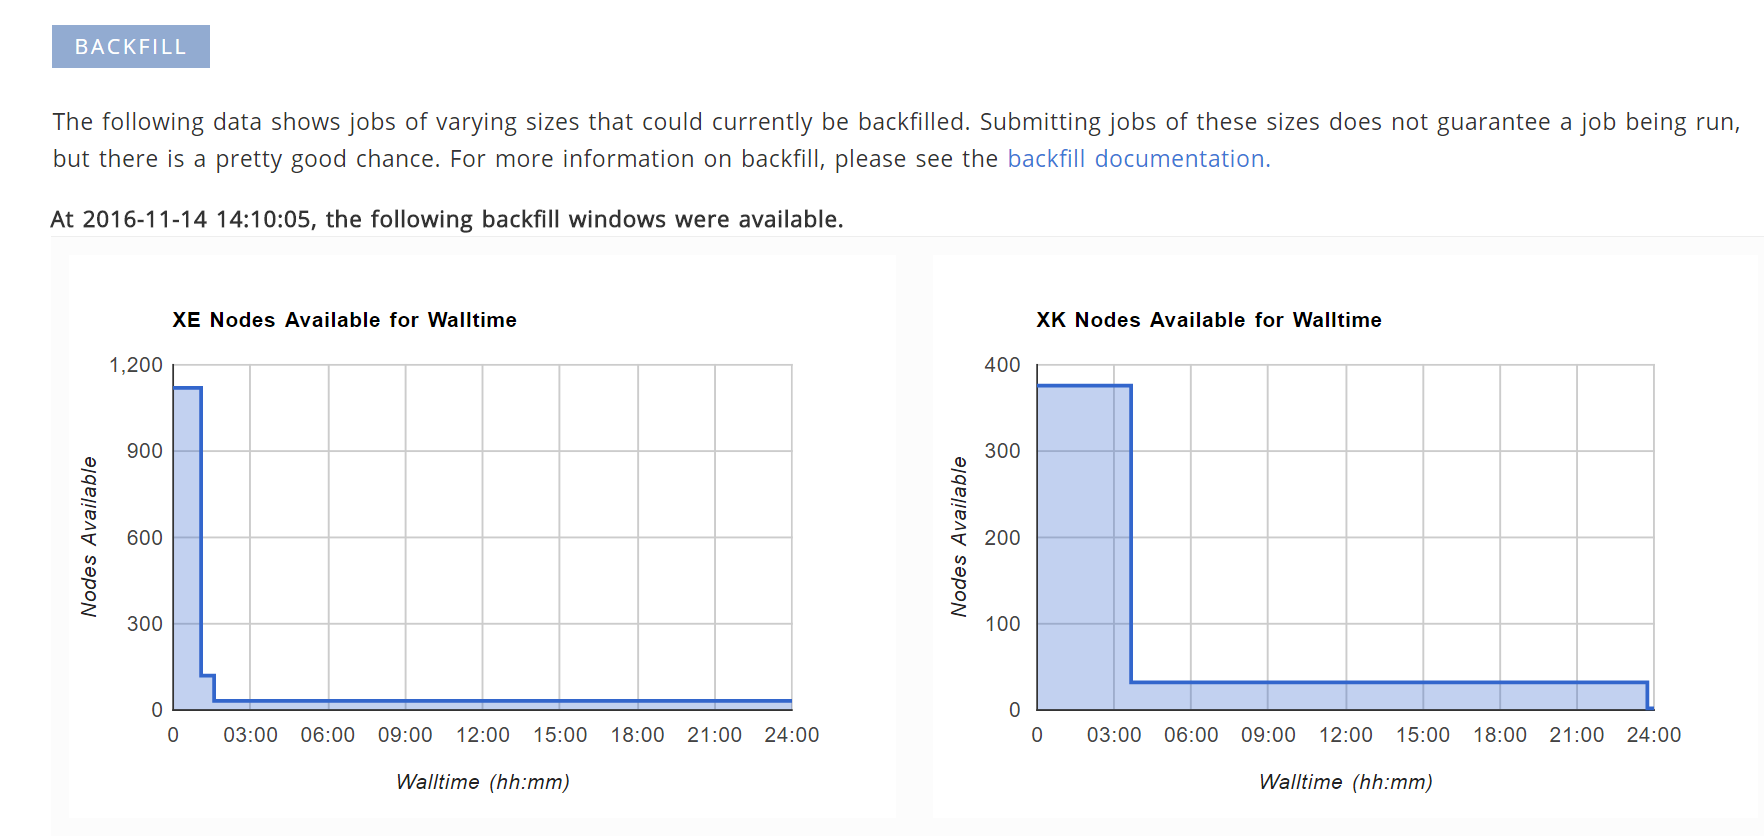 BACKFILL
The following data shows jobs of varying sizes that could currently be backfilled. Submitting jobs of these sizes does not guarantee a job being run,
but there is a pretty good chance. For more information on backfill, please see the backfill documentation.
At 2016-11-14 14:10:05, the following backfill windows were available.
XE Nodes Available for Walltime
1,200
900
600
300
0
Nodes Available
0 03:00 06:00 09:00 12:00 15:00 18:00 21:00 24:00
Walltime (hh:mm)
XK Nodes Available for Walltime
400
300
200
100
0
Nodes Available
0 03:00 06:00 09:00 12:00 15:00 18:00 21:00 24:00
Walltime (hh:mm)